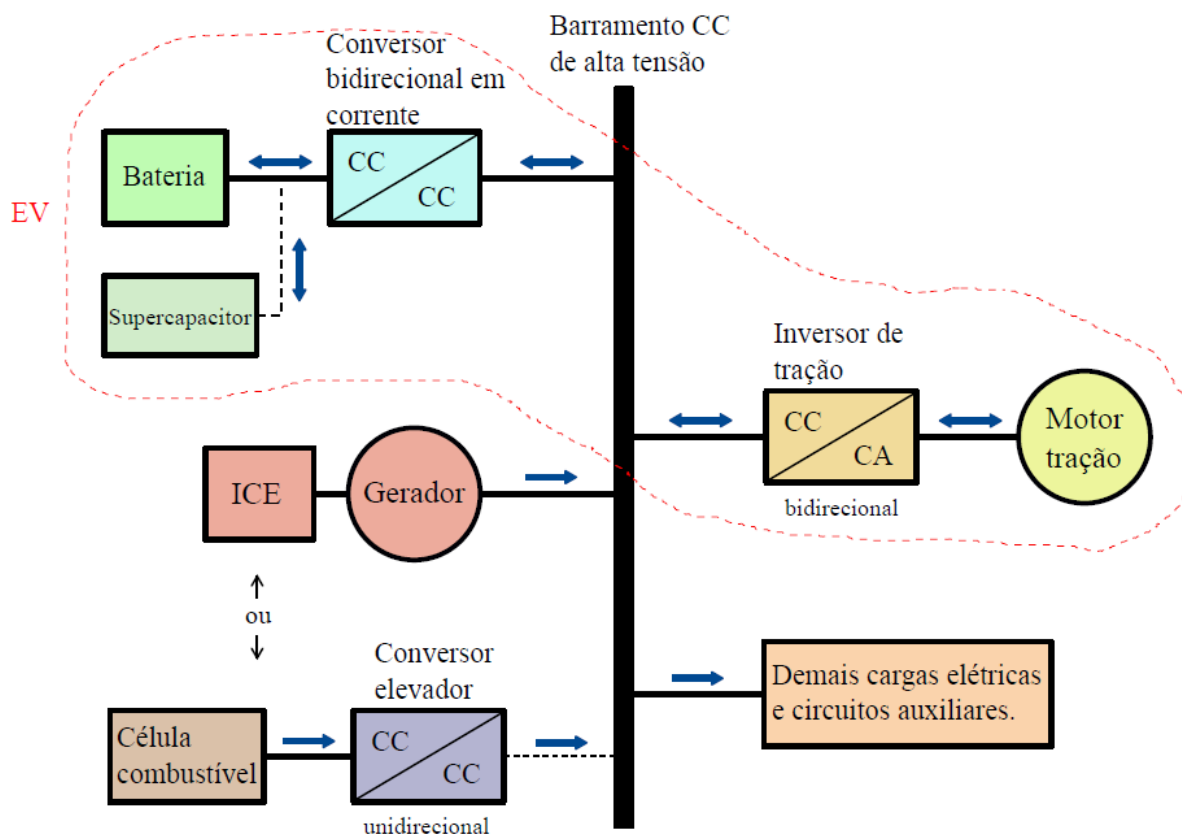 Barramento CC
de alta tensão
Conversor
bidirecional em
corrente
Bateria
CC
CC
EV
Supercapacitor
Inversor de
tração
CC
CA
bidirecional
Motor
tração
ICE
Gerador
ou
Conversor
elevador
Célula
combustível
CC
CC
unidirecional
Demais cargas elétricas
e circuitos auxiliares.